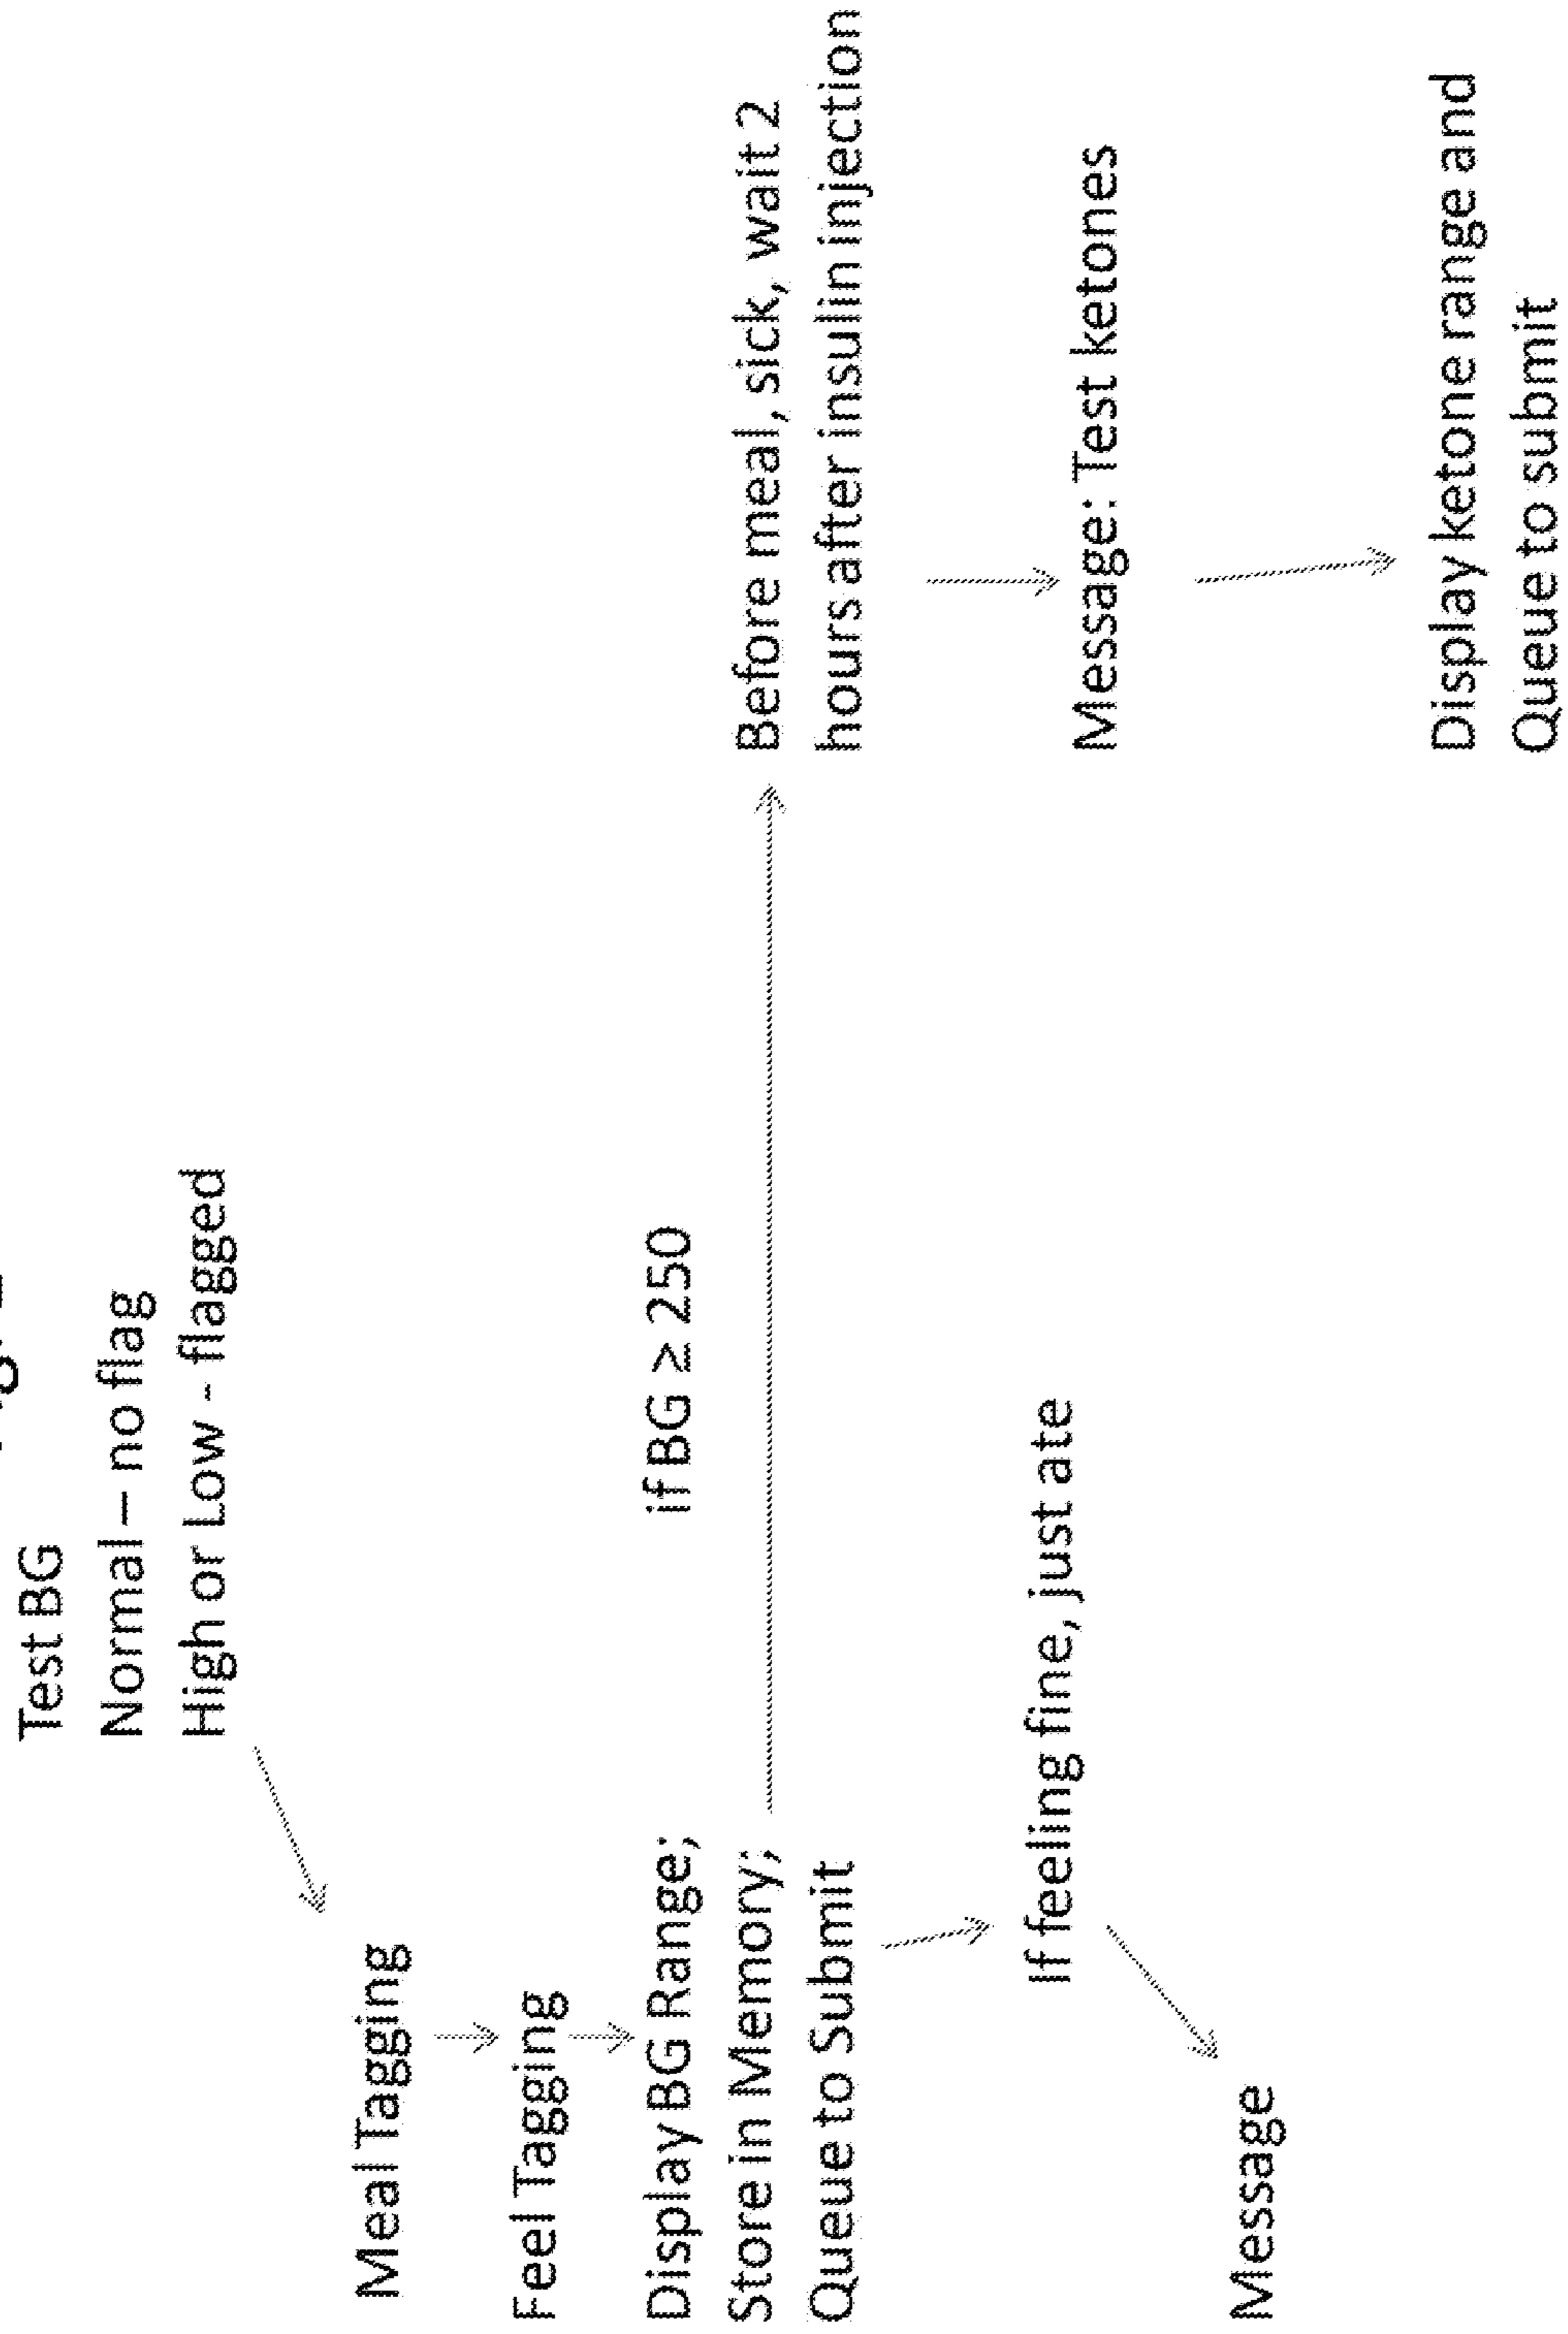 Test BG
Normal – no flag
High or Low - flagged
Meal Tagging
Feel Tagging
Display BG Range;
Store in Memory;
Queue to Submit
if BG ≥ 250
Before meal, sick, wait 2
hours after insulin injection
If feeling fine, just ate
Message: Test ketones
Message
Display ketone range and
Queue to submit